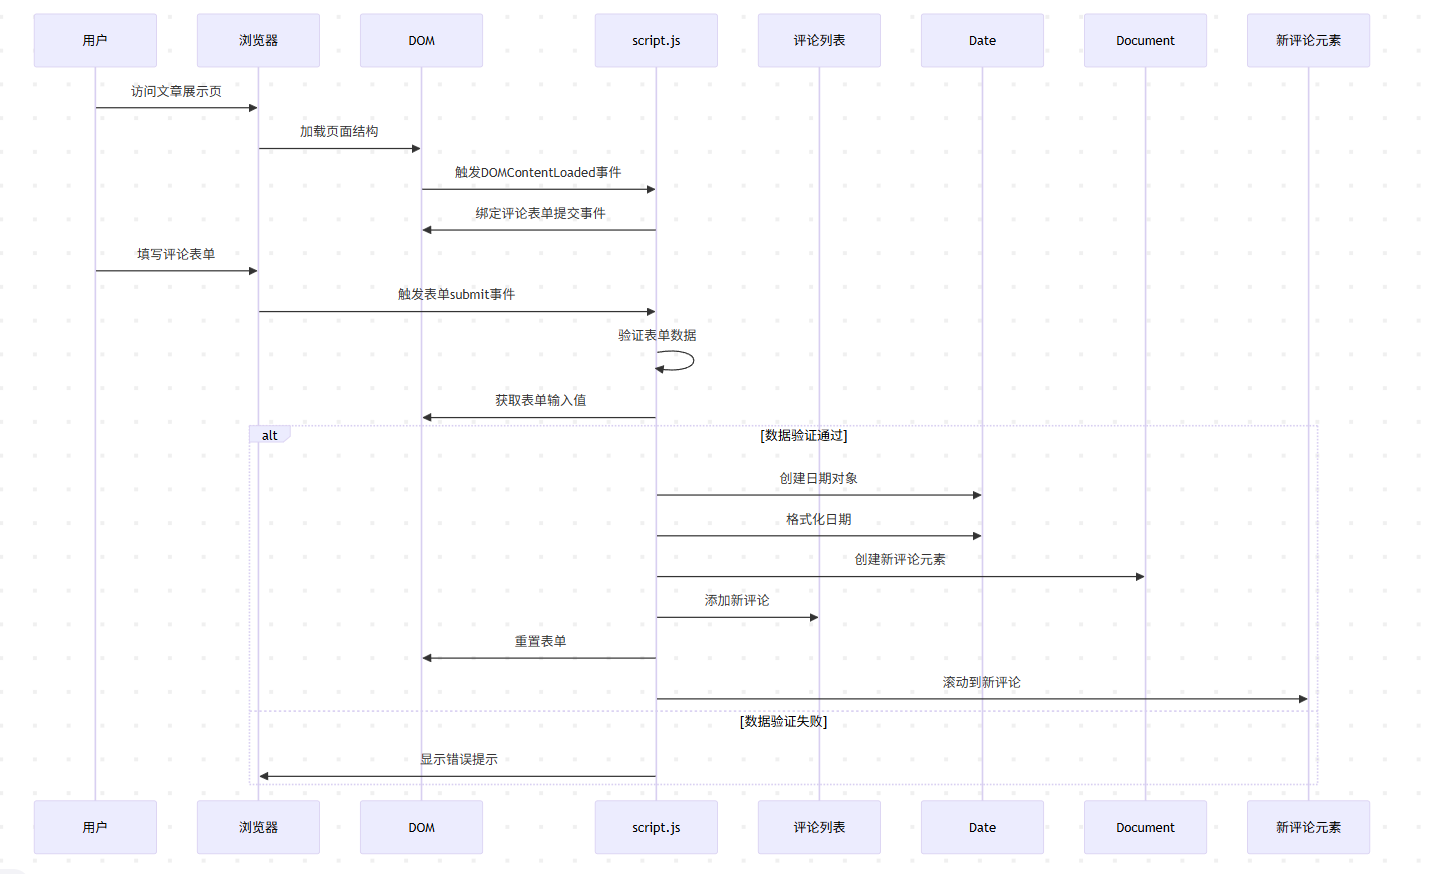 用户
浏览器
DOM
script.js
评论列表
Date
Document
新评论元素
访问文章展示页
加载页面结构
触发DOMContentLoaded事件
绑定评论表单提交事件
填写评论表单
触发表单submit事件
验证表单数据
获取表单输入值
alt
[数据验证通过]
创建日期对象
格式化日期
创建新评论元素
添加新评论
重置表单
滚动到新评论
[数据验证失败]
显示错误提示
用户
浏览器
DOM
script.js
评论列表
Date
Document
新评论元素